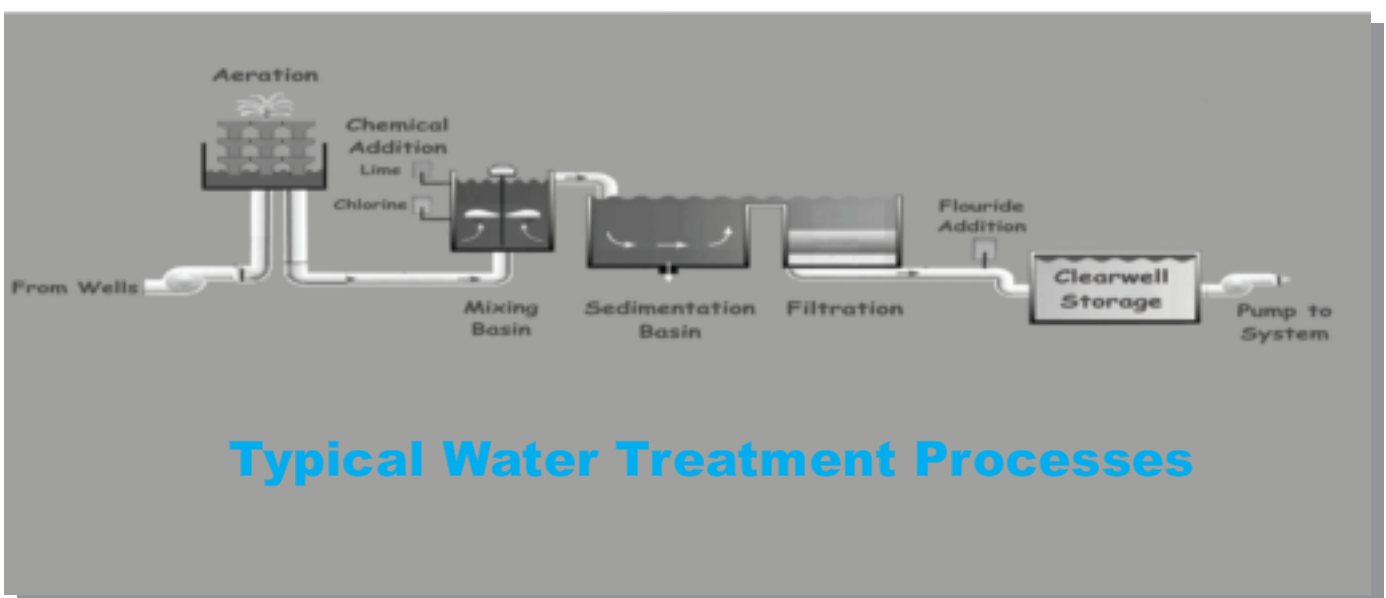 Aeration
Chemical
Addition
Lime
Chlorine
From Wells
Mixing
Basin
Sedimentation
Basin
Filtration
Flouride
Addition
Clearwell
Storage
Pump to
System
Typical Water Treatment Processes